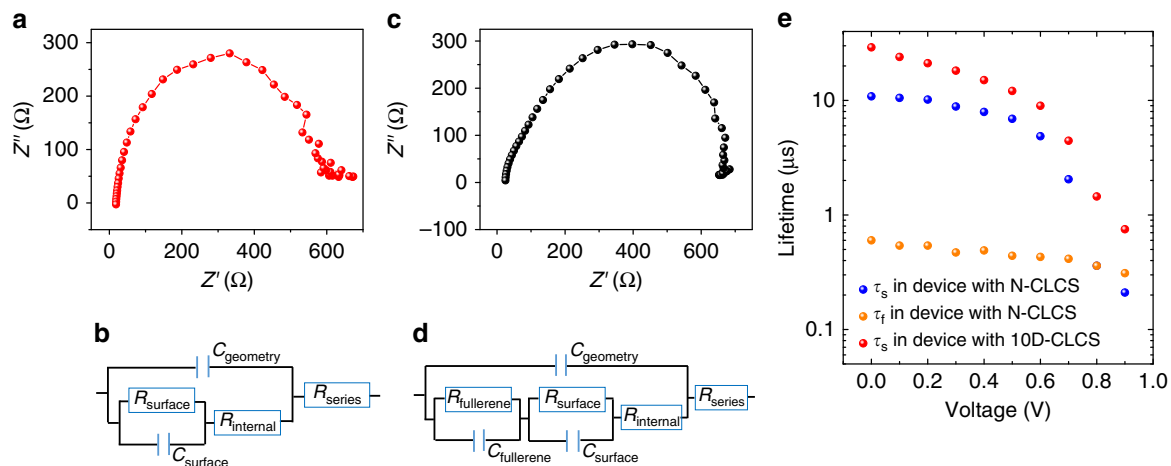 a
300
200
100
0
Z″ (Ω)
0 200 400 600
Z′ (Ω)
c
300
200
100
0
−100
Z″ (Ω)
0 200 400 600
Z′ (Ω)
e
10
1
0.1
Lifetime (μs)
τs in device with N-CLCS
τf in device with N-CLCS
τs in device with 10D-CLCS
0.0 0.2 0.4 0.6 0.8 1.0
Voltage (V)
b
Cgeometry
Rsurface
Rinternal
Rseries
Csurface
d
Cgeometry
Rfullerene
Rsurface
Rinternal
Rseries
Cfullerene
Csurface